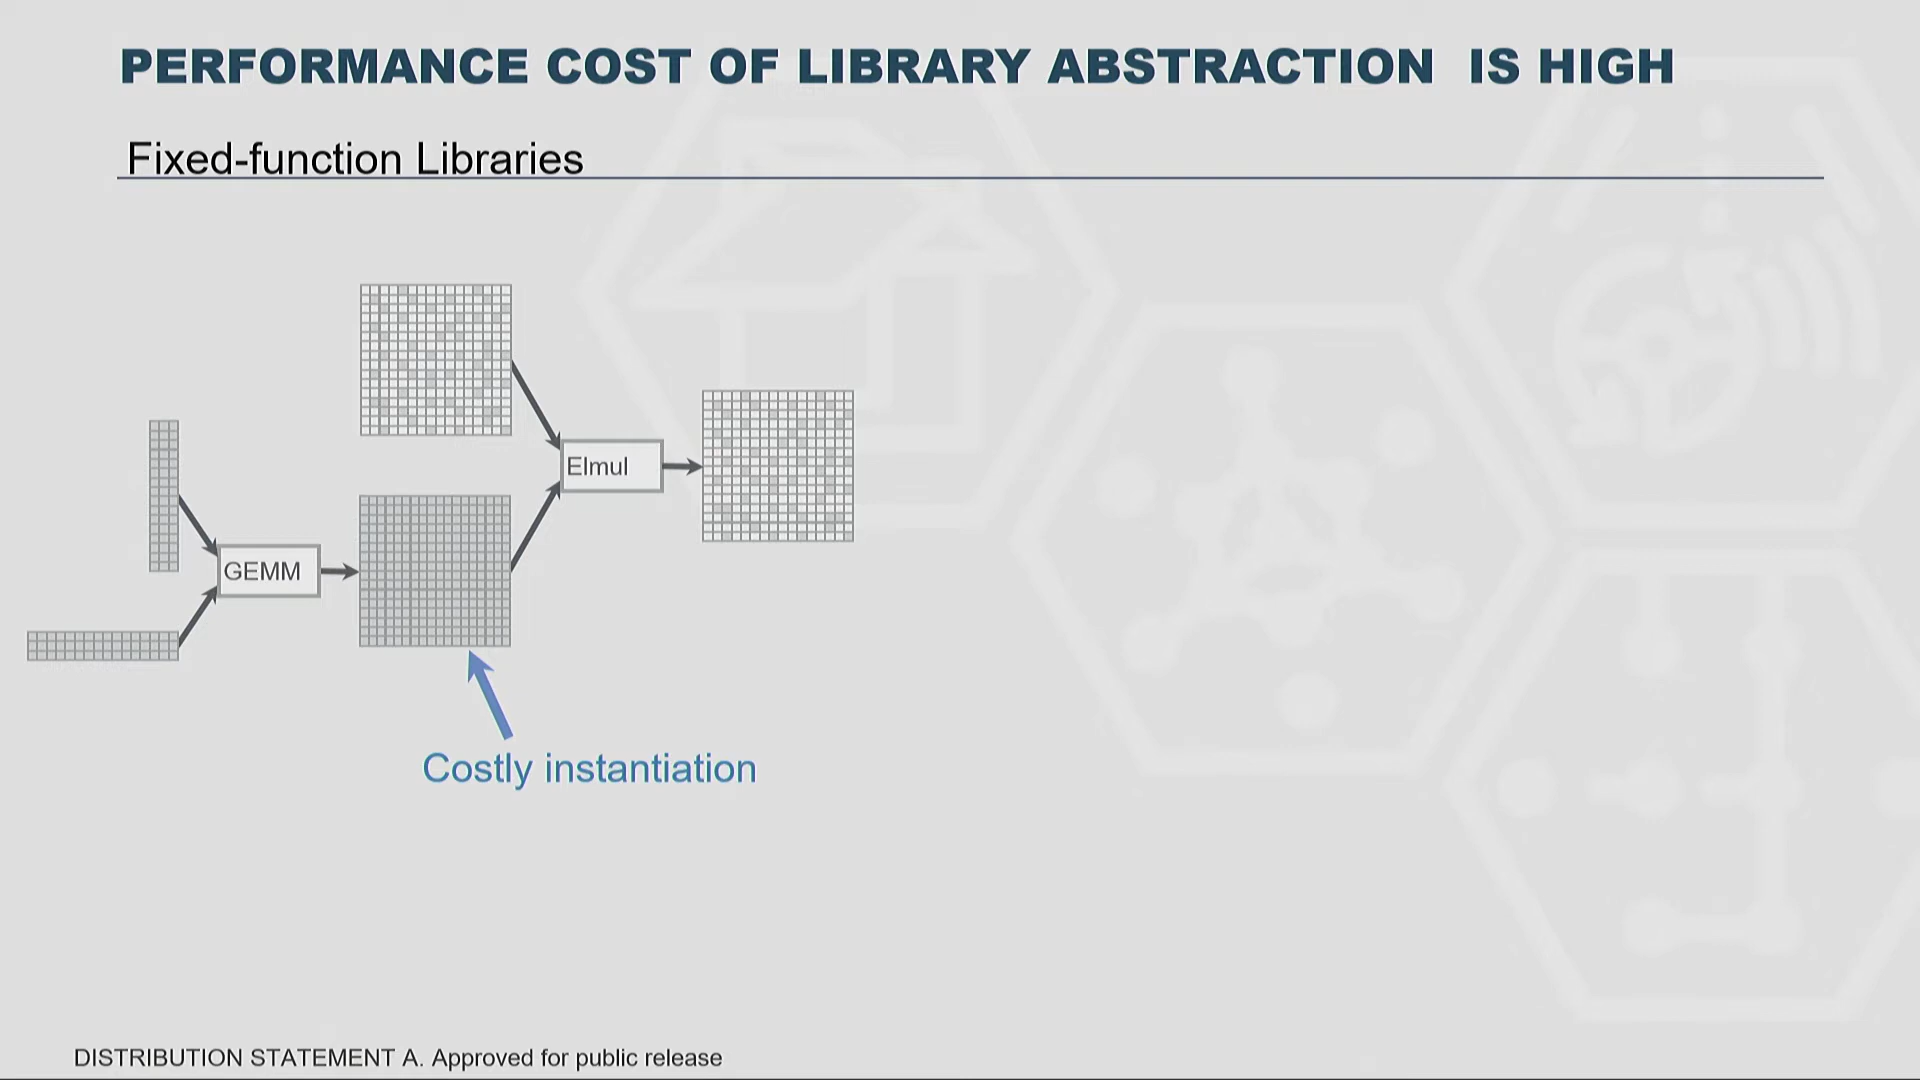 PERFORMANCE COST OF LIBRARY ABSTRACTION IS HIGH
Fixed-function Libraries
Elmul
GEMM
Costly instantiation
DISTRIBUTION STATEMENT A. Approved for public release